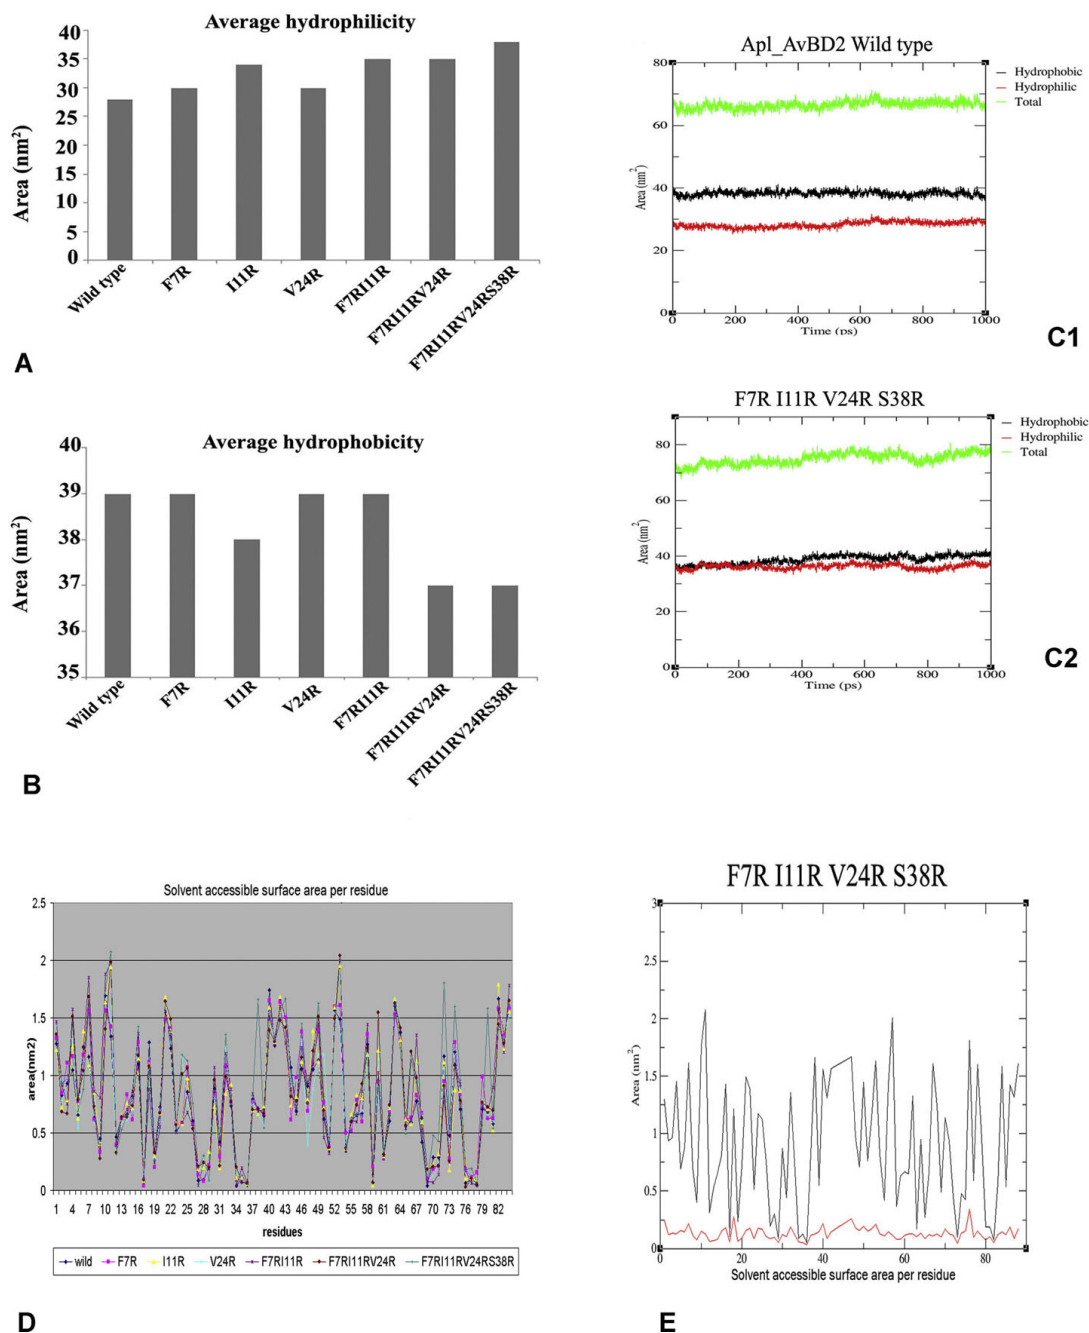 Average hydrophilicity
40
35
30
25
20
15
10
5
0
Area (nm²)
Wild type
F7R
I11R
V24R
F7RI11R
F7RI11RV24R
F7RI11RV24RS38R
A
Apl_AvBD2 Wild type
80
60
40
20
0
Area (nm²)
0 200 400 600 800 1000
Time (ps)
Hydrophobic
Hydrophilic
Total
C1
Average hydrophobicity
40
39
38
37
36
35
Area (nm²)
Wild type
F7R
I11R
V24R
F7RI11R
F7RI11RV24R
F7RI11RV24RS38R
B
F7R I11R V24R S38R
80
60
40
20
0
Area (nm²)
0 200 400 600 800 1000
Time (ps)
Hydrophobic
Hydrophilic
Total
C2
Solvent accessible surface area per residue
2.5
2
1.5
1
0.5
0
area(nm2)
1 4 7 10 13 16 19 22 25 28 31 34 37 40 43 46 49 52 55 58 61 64 67 70 73 76 79 82
residues
wild F7R I11R V24R F7RI11R F7RI11RV24R F7RI11RV24RS38R
D
F7R I11R V24R S38R
3
2.5
2
1.5
1
0.5
0
Area (nm²)
0 20 40 60 80
Solvent accessible surface area per residue
E